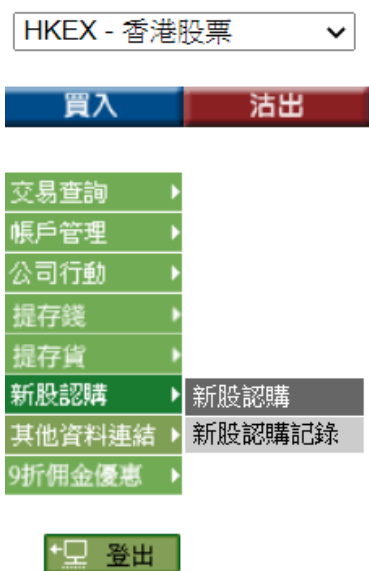 HKEX - 香港股票
買入 沽出
交易查詢
帳戶管理
公司行動
提存錢
提存貨
新股認購 新股認購
其他資料連結 新股認購記錄
9折佣金優惠
登出